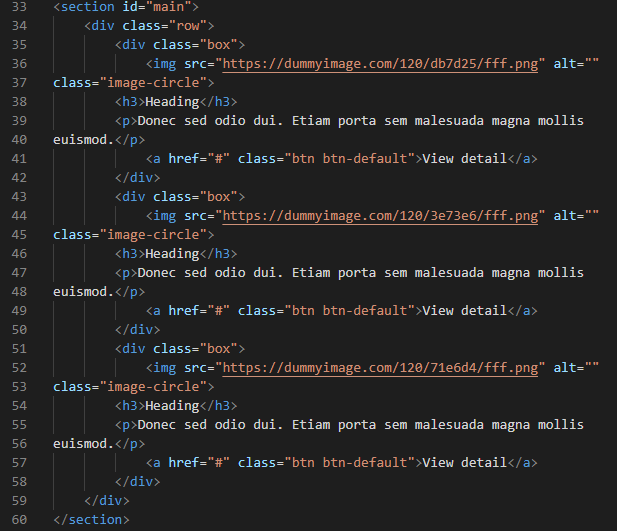 33 <section id="main">
34     <div class="row">
35         <div class="box">
36             <img src="https://dummyimage.com/120/db7d25/fff.png" alt=""
37 class="image-circle">
38         <h3>Heading</h3>
39         <p>Donec sed odio dui. Etiam porta sem malesuada magna mollis
40 euismod.</p>
41             <a href="#" class="btn btn-default">View detail</a>
42         </div>
43         <div class="box">
44             <img src="https://dummyimage.com/120/3e73e6/fff.png" alt=""
45 class="image-circle">
46         <h3>Heading</h3>
47         <p>Donec sed odio dui. Etiam porta sem malesuada magna mollis
48 euismod.</p>
49             <a href="#" class="btn btn-default">View detail</a>
50         </div>
51         <div class="box">
52             <img src="https://dummyimage.com/120/71e6d4/fff.png" alt=""
53 class="image-circle">
54         <h3>Heading</h3>
55         <p>Donec sed odio dui. Etiam porta sem malesuada magna mollis
56 euismod.</p>
57             <a href="#" class="btn btn-default">View detail</a>
58         </div>
59     </div>
60 </section>